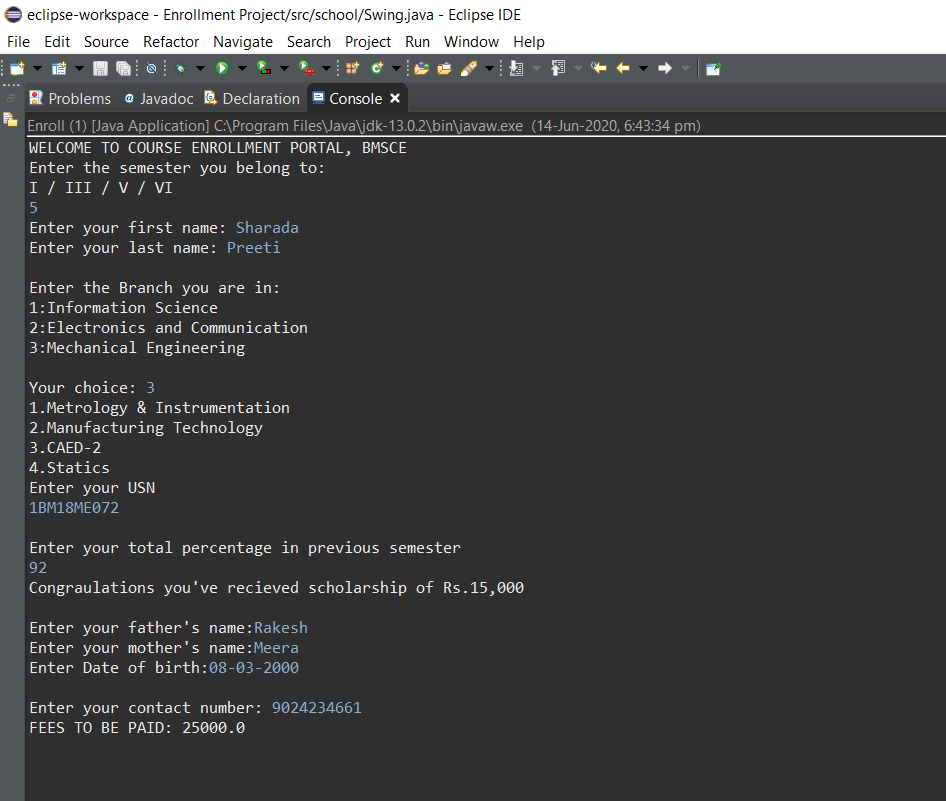 eclipse-workspace - Enrollment Project/src/school/Swing.java - Eclipse IDE
File Edit Source Refactor Navigate Search Project Run Window Help
Problems @ Javadoc Declaration Console
Enroll (1) [Java Application] C:\Program Files\Java\jdk-13.0.2\bin\javaw.exe (14-Jun-2020, 6:43:34 pm)
WELCOME TO COURSE ENROLLMENT PORTAL, BMSCE
Enter the semester you belong to:
I / III / V / VI
5
Enter your first name: Sharada
Enter your last name: Preeti
Enter the Branch you are in:
1:Information Science
2:Electronics and Communication
3:Mechanical Engineering
Your choice: 3
1.Metrology & Instrumentation
2.Manufacturing Technology
3.CAED-2
4.Statics
Enter your USN
1BM18ME072
Enter your total percentage in previous semester
92
Congraulations you've recieved scholarship of Rs.15,000
Enter your father's name:Rakesh
Enter your mother's name:Meera
Enter Date of birth:08-03-2000
Enter your contact number: 9024234661
FEES TO BE PAID: 25000.0